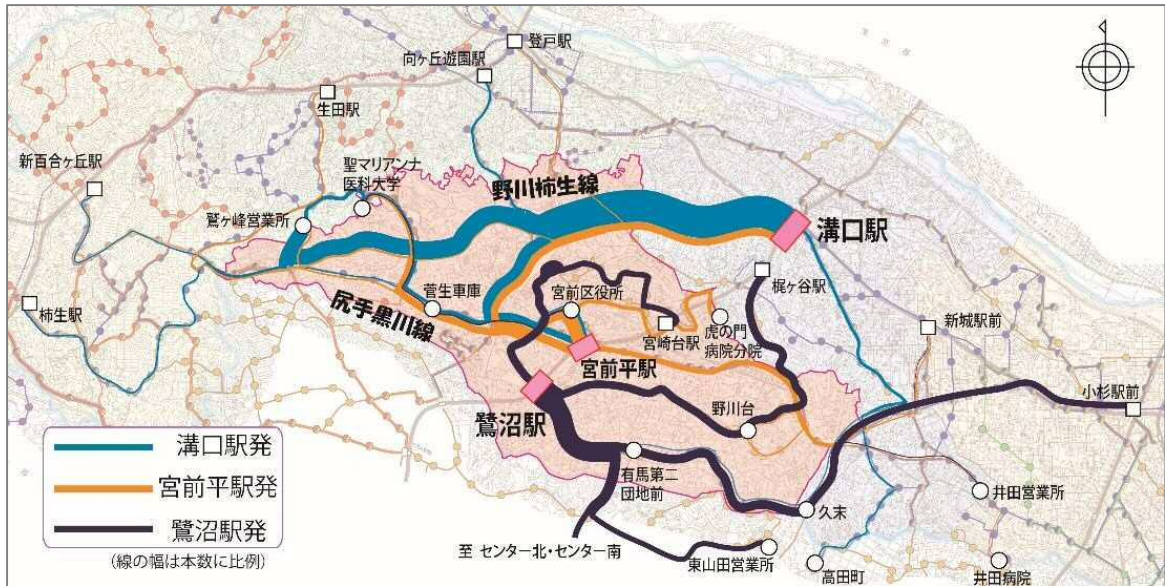 登戸駅
向ヶ丘遊園駅
生田駅
新百合ヶ丘駅
聖マリアンナ
医科大学
野川柿生線
鷲ヶ峰営業所
溝口駅
梶ヶ谷駅
菅生車庫
宮前区役所
柿生駅
尻手黒川線
虎の門
病院分院
宮崎台駅
新城駅前
宮前平駅
小杉駅前
鷺沼駅
野川台
溝口駅発
宮前平駅発
鷺沼駅発
(線の幅は本数に比例)
有馬第二
団地前
久末
井田営業所
至 センター北・センター南
東山田営業所
高田町
井田病院